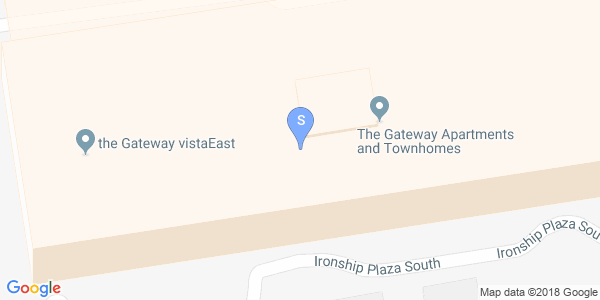 S
the Gateway vistaEast
The Gateway Apartments
and Townhomes
Ironship Plaza South
Ironship Plaza Sou
Google
Map data ©2018 Google